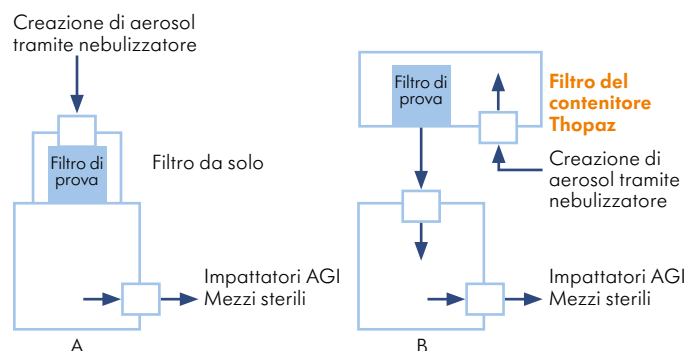 Creazione di aerosol
tramite nebulizzatore
Filtro di
prova
Filtro da solo
Impattatori AGI
Mezzi sterili
A
Filtro di
prova
Filtro del
contenitore
Thopaz
Creazione di
aerosol tramite
nebulizzatore
Impattatori AGI
Mezzi sterili
B